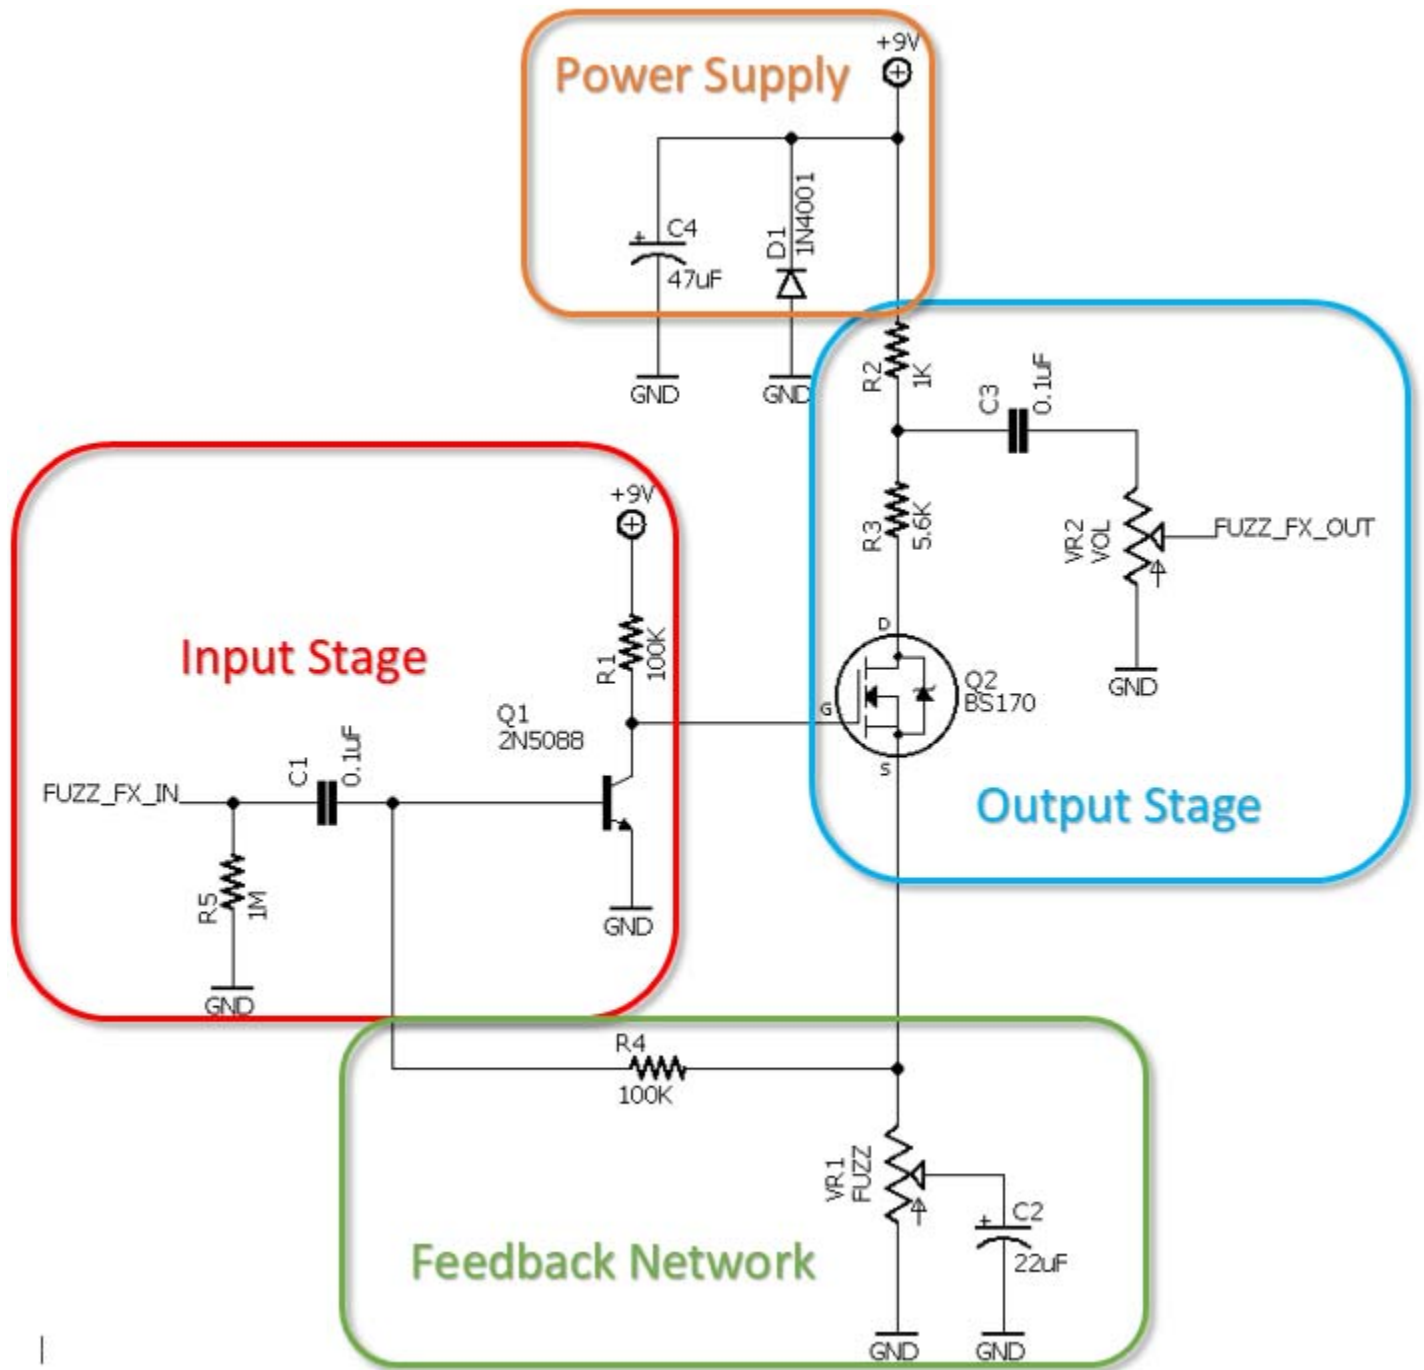 +9V
Power Supply
C4
47uF
D1
1N4001
GND
GND
R2
1K
C3
0.1uF
R3
5.6K
VR2
VOL
FUZZ_FX_OUT
GND
+9V
R1
100K
Input Stage
Q1
2N5088
C1
0.1uF
FUZZ_FX_IN
R5
1M
GND
GND
D
G
S
Q2
BS170
Output Stage
R4
100K
VR1
FUZZ
C2
22uF
Feedback Network
GND
GND